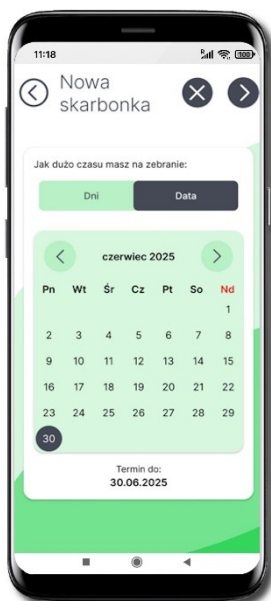 11:18
100
Nowa
skarbonka
Jak dużo czasu masz na zebranie:
Dni Data
czerwiec 2025
Pn Wt Śr Cz Pt So Nd
1
2 3 4 5 6 7 8
9 10 11 12 13 14 15
16 17 18 19 20 21 22
23 24 25 26 27 28 29
30
Termin do:
30.06.2025